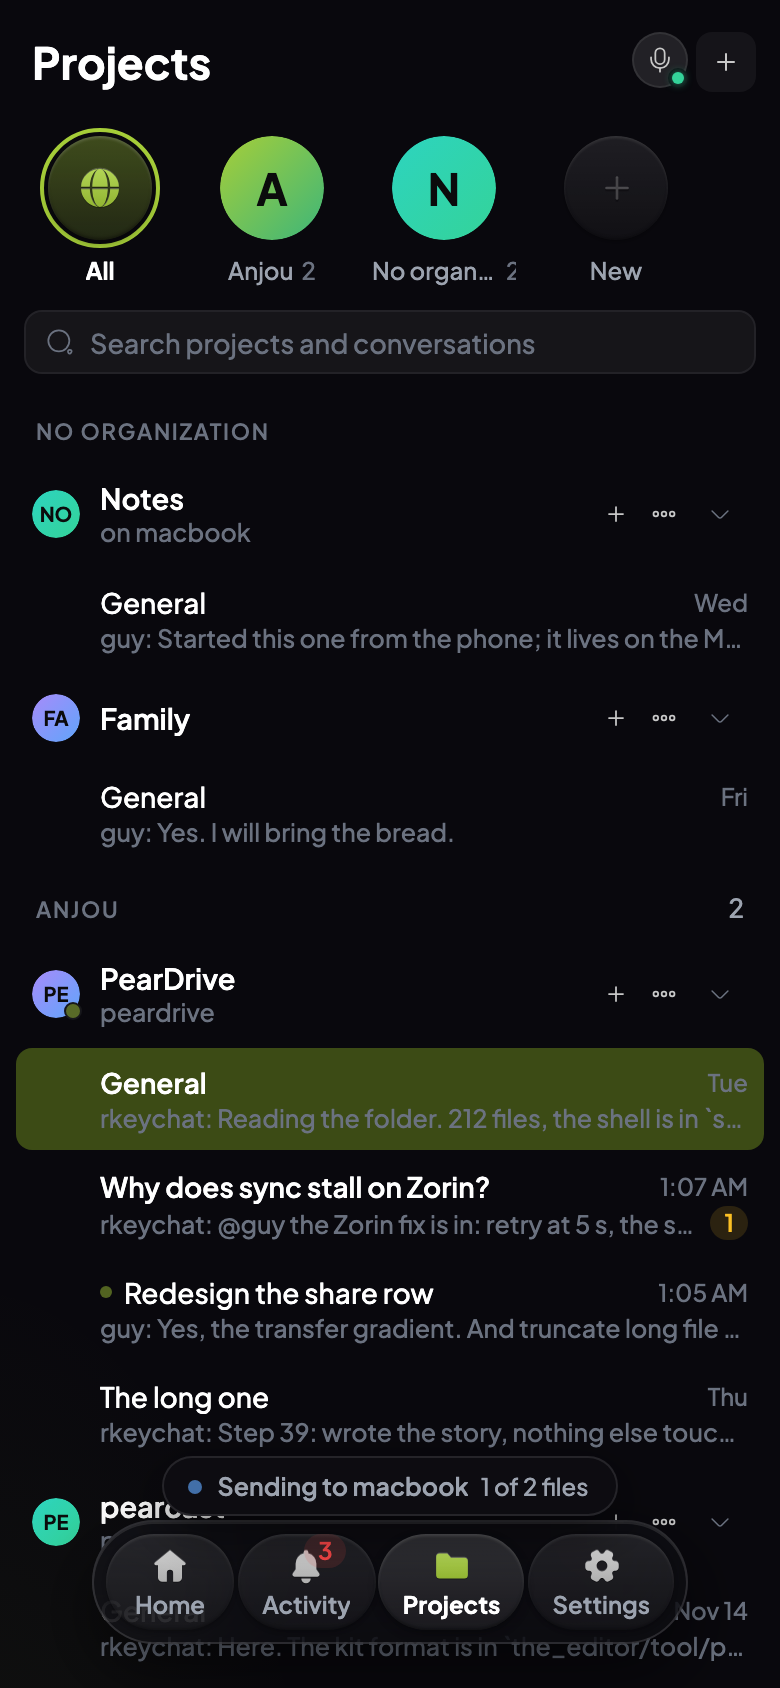 Projects
A
N
All
Anjou 2
No organ...
New
Search projects and conversations
NO ORGANIZATION
NO
Notes
on macbook
General
Wed
guy: Started this one from the phone; it lives on the M...
FA
Family
General
Fri
guy: Yes. I will bring the bread.
ANJOU
2
PE
PearDrive
peardrive
General
Tue
rkeychat: Reading the folder. 212 files, the shell is in `s...
Why does sync stall on Zorin?
1:07 AM
rkeychat: @guy the Zorin fix is in: retry at 5 s, the s...
1
Redesign the share row
1:05 AM
guy: Yes, the transfer gradient. And truncate long file ...
The long one
Thu
rkeychat: Step 39: wrote the story, nothing else touc...
Sending to macbook 1 of 2 files
PE
pearcast
3
Home
Activity
Projects
Settings
General
Nov 14
rkeychat: Here. The kit format is in `the_editor/tool/p...